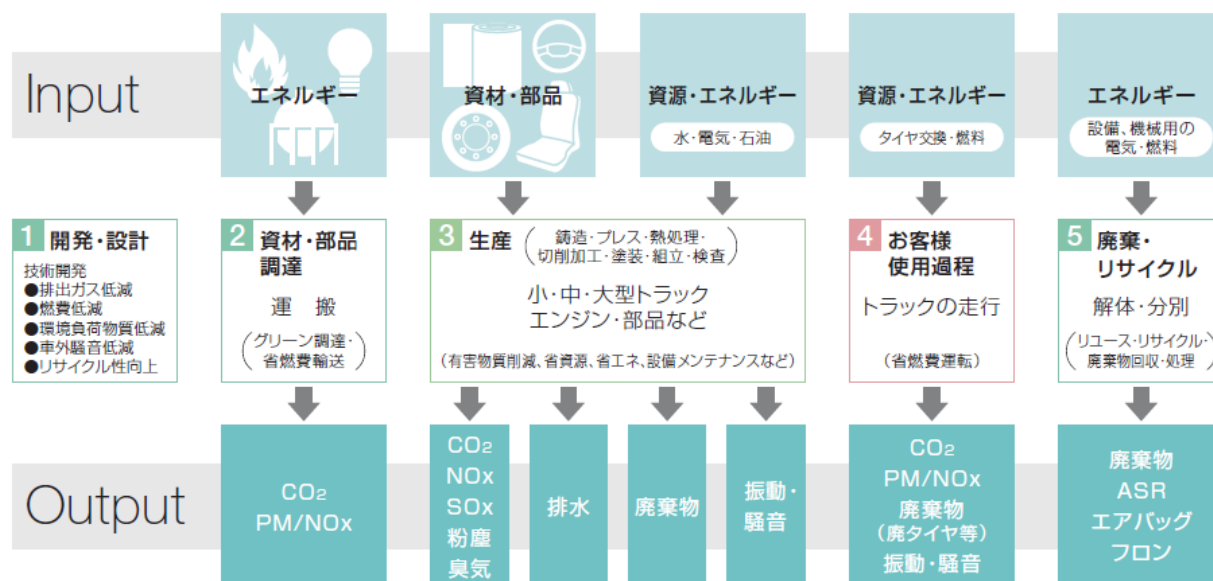 Input
エネルギー
資材・部品
資源・エネルギー
水・電気・石油
資源・エネルギー
タイヤ交換・燃料
エネルギー
設備、機械用の
電気・燃料
1 開発・設計
技術開発
●排出ガス低減
●燃費低減
●環境負荷物質低減
●車外騒音低減
●リサイクル性向上
2 資材・部品
調達
運 搬
(グリーン調達・
省燃費輸送)
3 生産
(鋳造・プレス・熱処理・
切削加工・塗装・組立・検査)
小・中・大型トラック
エンジン・部品など
(有害物質削減、省資源、省エネ、設備メンテナンスなど)
4 お客様
使用過程
トラックの走行
(省燃費運転)
5 廃棄・
リサイクル
解体・分別
(リユース・リサイクル・
廃棄物回収・処理)
Output
CO2
PM/NOx
CO2
NOx
SOx
粉塵
臭気
排水
廃棄物
振動・
騒音
CO2
PM/NOx
廃棄物
(廃タイヤ等)
振動・騒音
廃棄物
ASR
エアバッグ
フロン